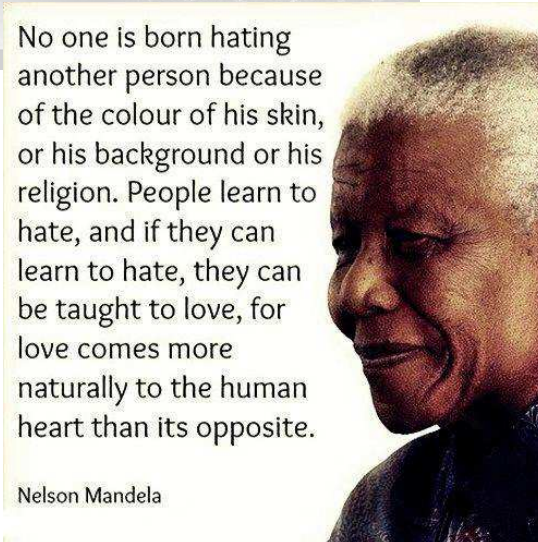 No one is born hating
another person because
of the colour of his skin,
or his background or his
religion. People learn to
hate, and if they can
learn to hate, they can
be taught to love, for
love comes more
naturally to the human
heart than its opposite.
Nelson Mandela